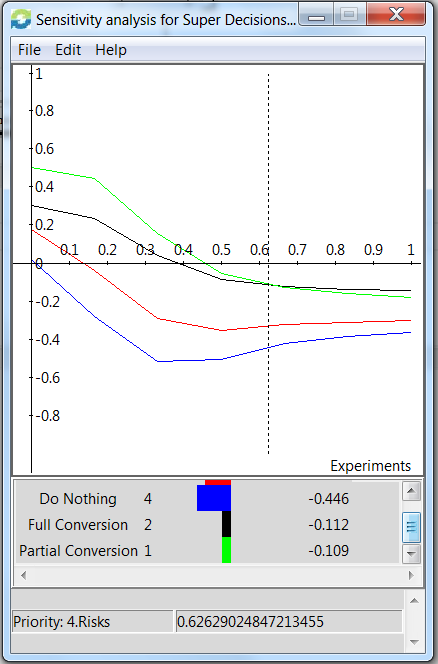 Sensitivity analysis for Super Decisions...
File Edit Help
1
0.8
0.6
0.4
0.2
0.1 0.2 0.3 0.4 0.5 0.6 0.7 0.8 0.9 1
0
-0.2
-0.4
-0.6
-0.8
Experiments
Do Nothing 4 -0.446
Full Conversion 2 -0.112
Partial Conversion 1 -0.109
Priority: 4.Risks 0.62629024847213455